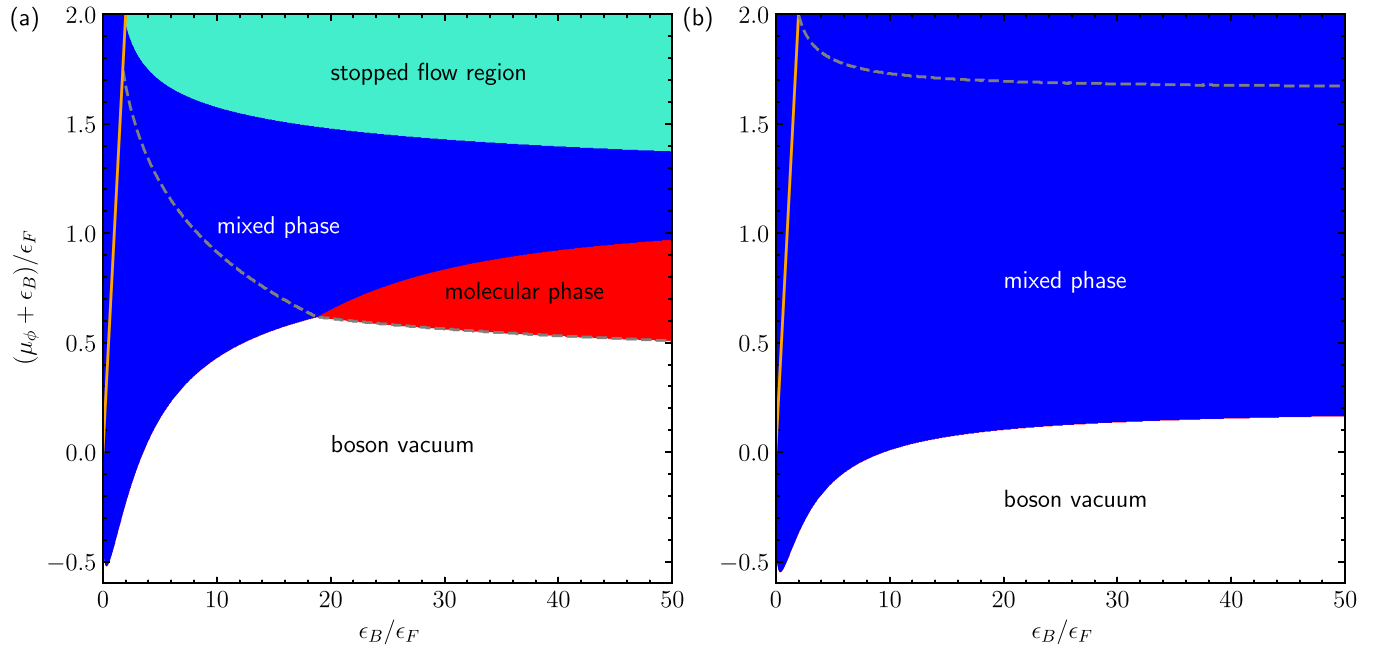 (a)
2.0
1.5
1.0
0.5
0.0
−0.5
(μ_ϕ + ϵ_B)/ϵ_F
stopped flow region
mixed phase
molecular phase
boson vacuum
0 10 20 30 40 50
ϵ_B/ϵ_F
(b)
2.0
1.5
1.0
0.5
0.0
−0.5
mixed phase
boson vacuum
0 10 20 30 40 50
ϵ_B/ϵ_F